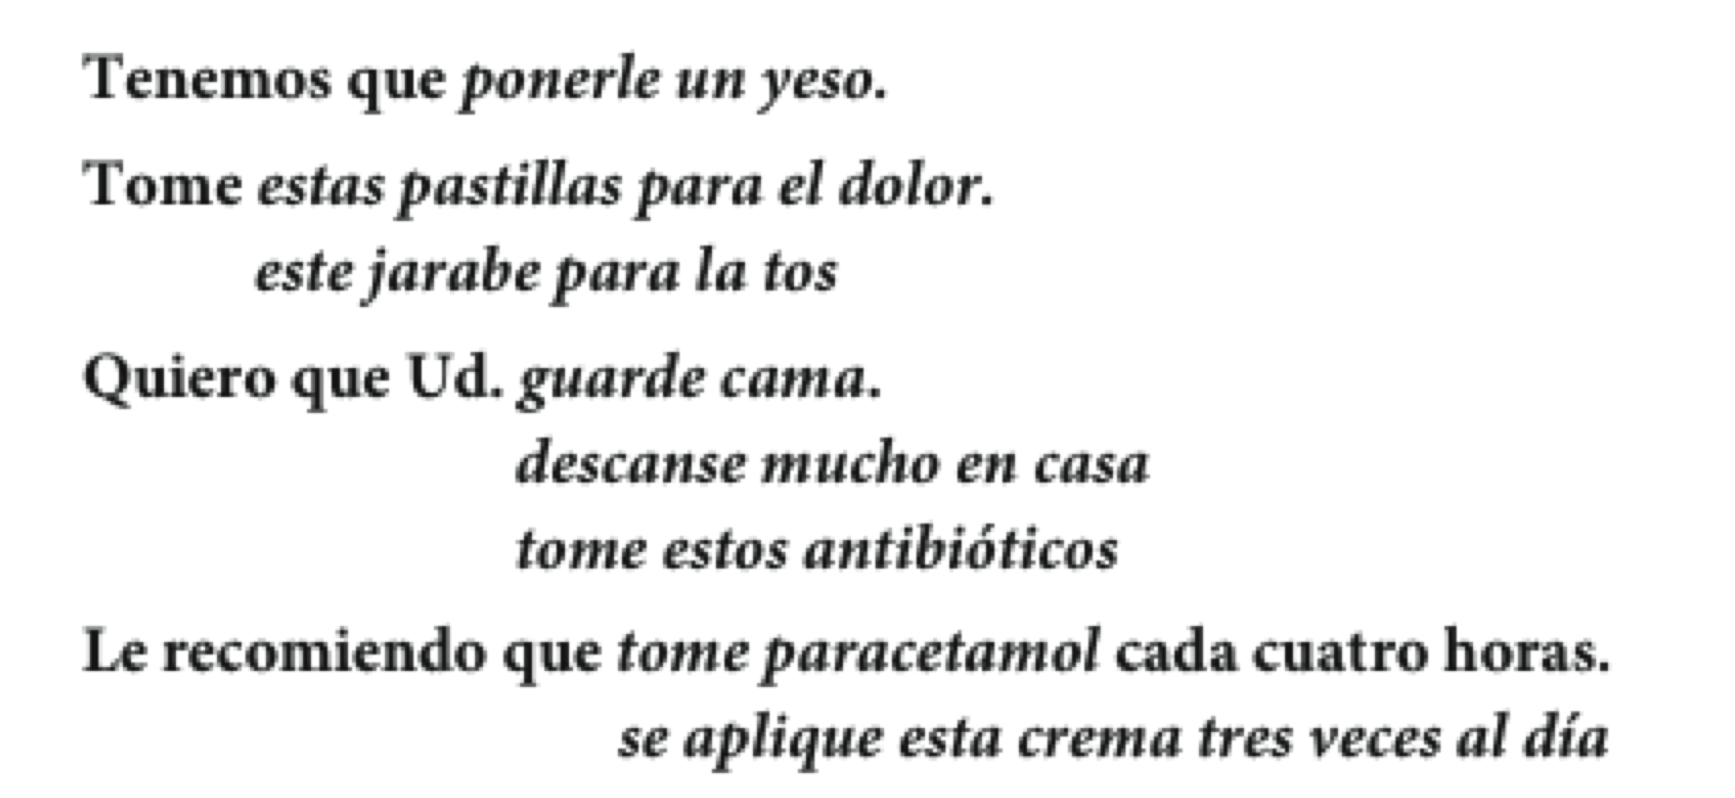 Tenemos que ponerle un yeso.
Tome estas pastillas para el dolor.
este jarabe para la tos
Quiero que Ud. guarde cama.
descanse mucho en casa
tome estos antibióticos
Le recomiendo que tome paracetamol cada cuatro horas.
se aplique esta crema tres veces al día